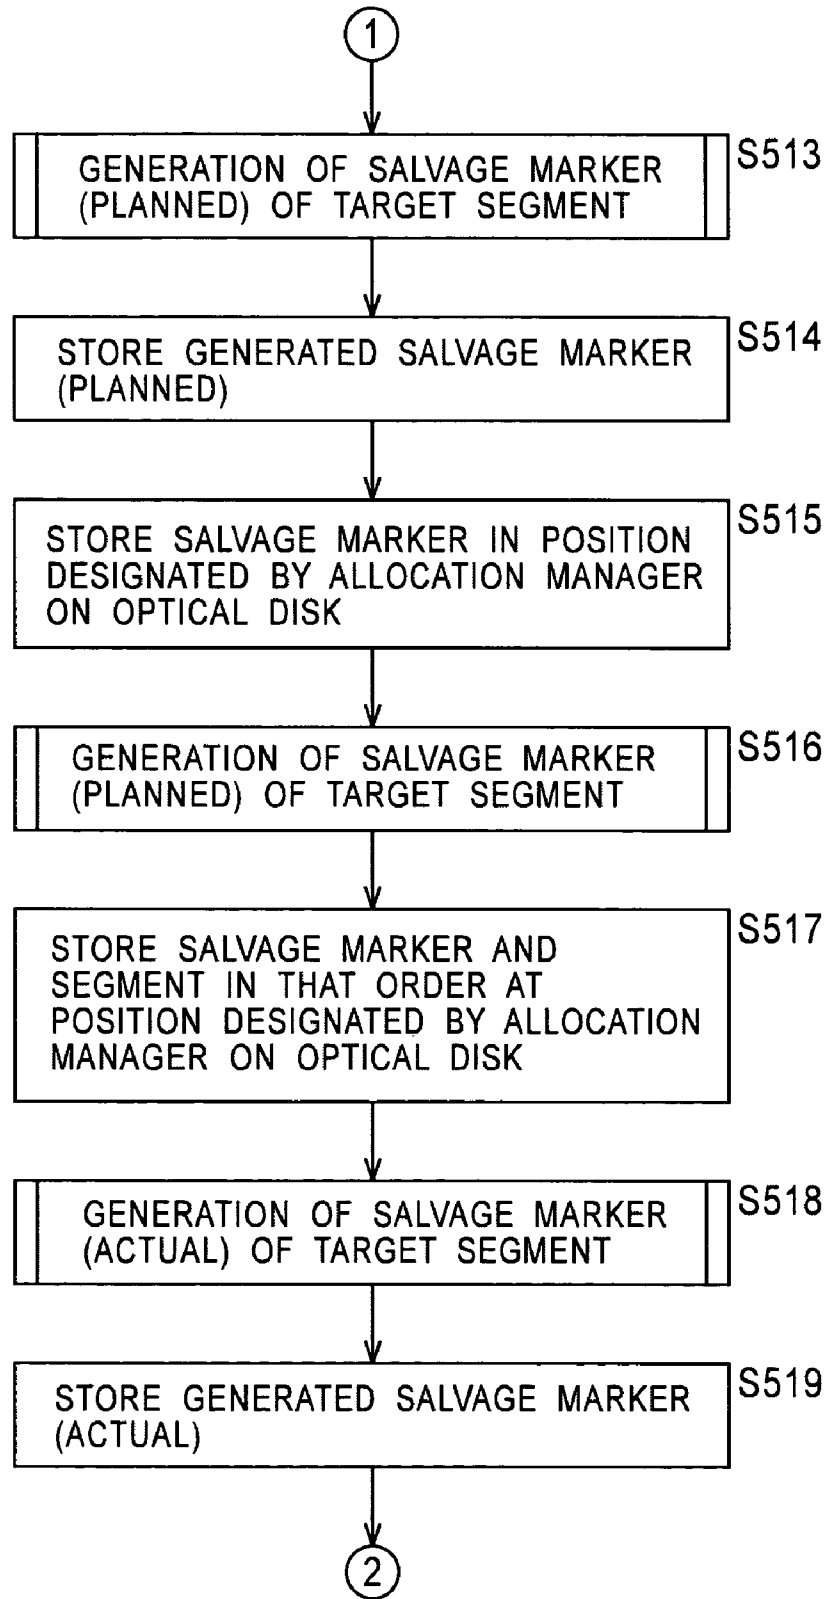 1
GENERATION OF SALVAGE MARKER
(PLANNED) OF TARGET SEGMENT
S513
STORE GENERATED SALVAGE MARKER
(PLANNED)
S514
STORE SALVAGE MARKER IN POSITION
DESIGNATED BY ALLOCATION MANAGER
ON OPTICAL DISK
S515
GENERATION OF SALVAGE MARKER
(PLANNED) OF TARGET SEGMENT
S516
STORE SALVAGE MARKER AND
SEGMENT IN THAT ORDER AT
POSITION DESIGNATED BY ALLOCATION
MANAGER ON OPTICAL DISK
S517
GENERATION OF SALVAGE MARKER
(ACTUAL) OF TARGET SEGMENT
S518
STORE GENERATED SALVAGE MARKER
(ACTUAL)
S519
2